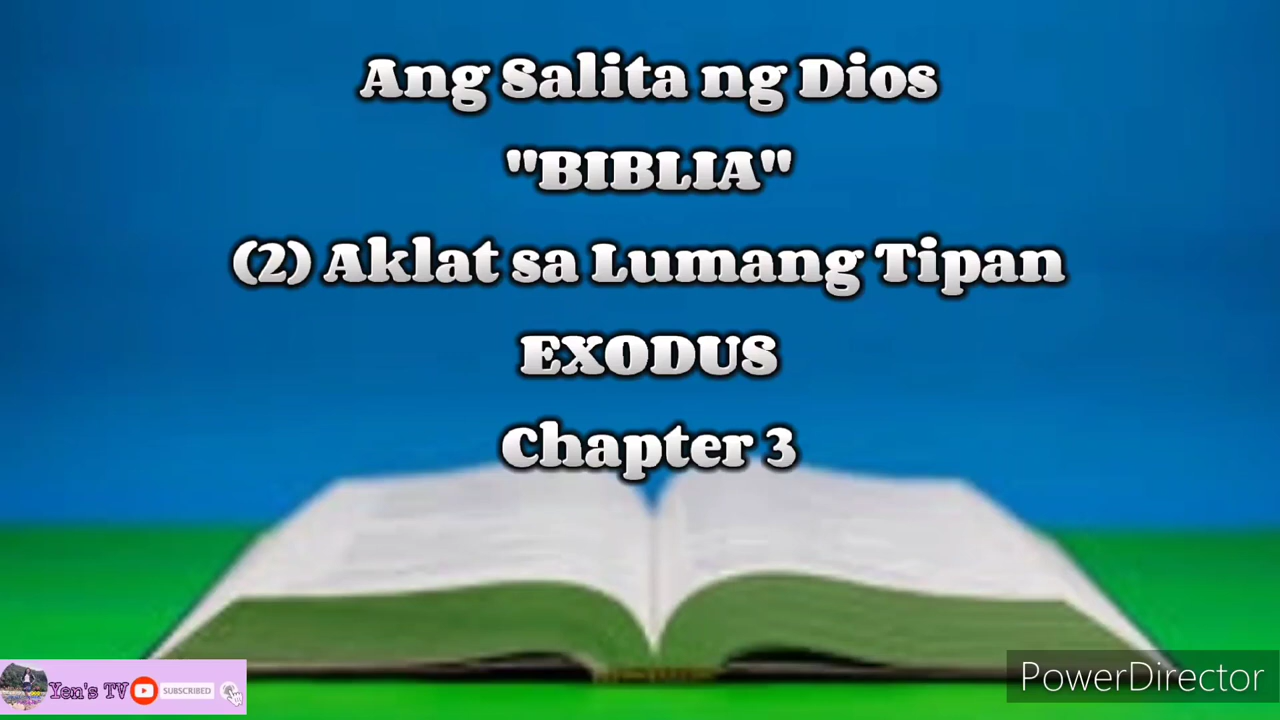 Ang Salita ng Dios
"BIBLIA"
(2) Aklat sa Lumang Tipan
EXODUS
Chapter 3
Yen's TV
SUBSCRIBED
PowerDirector